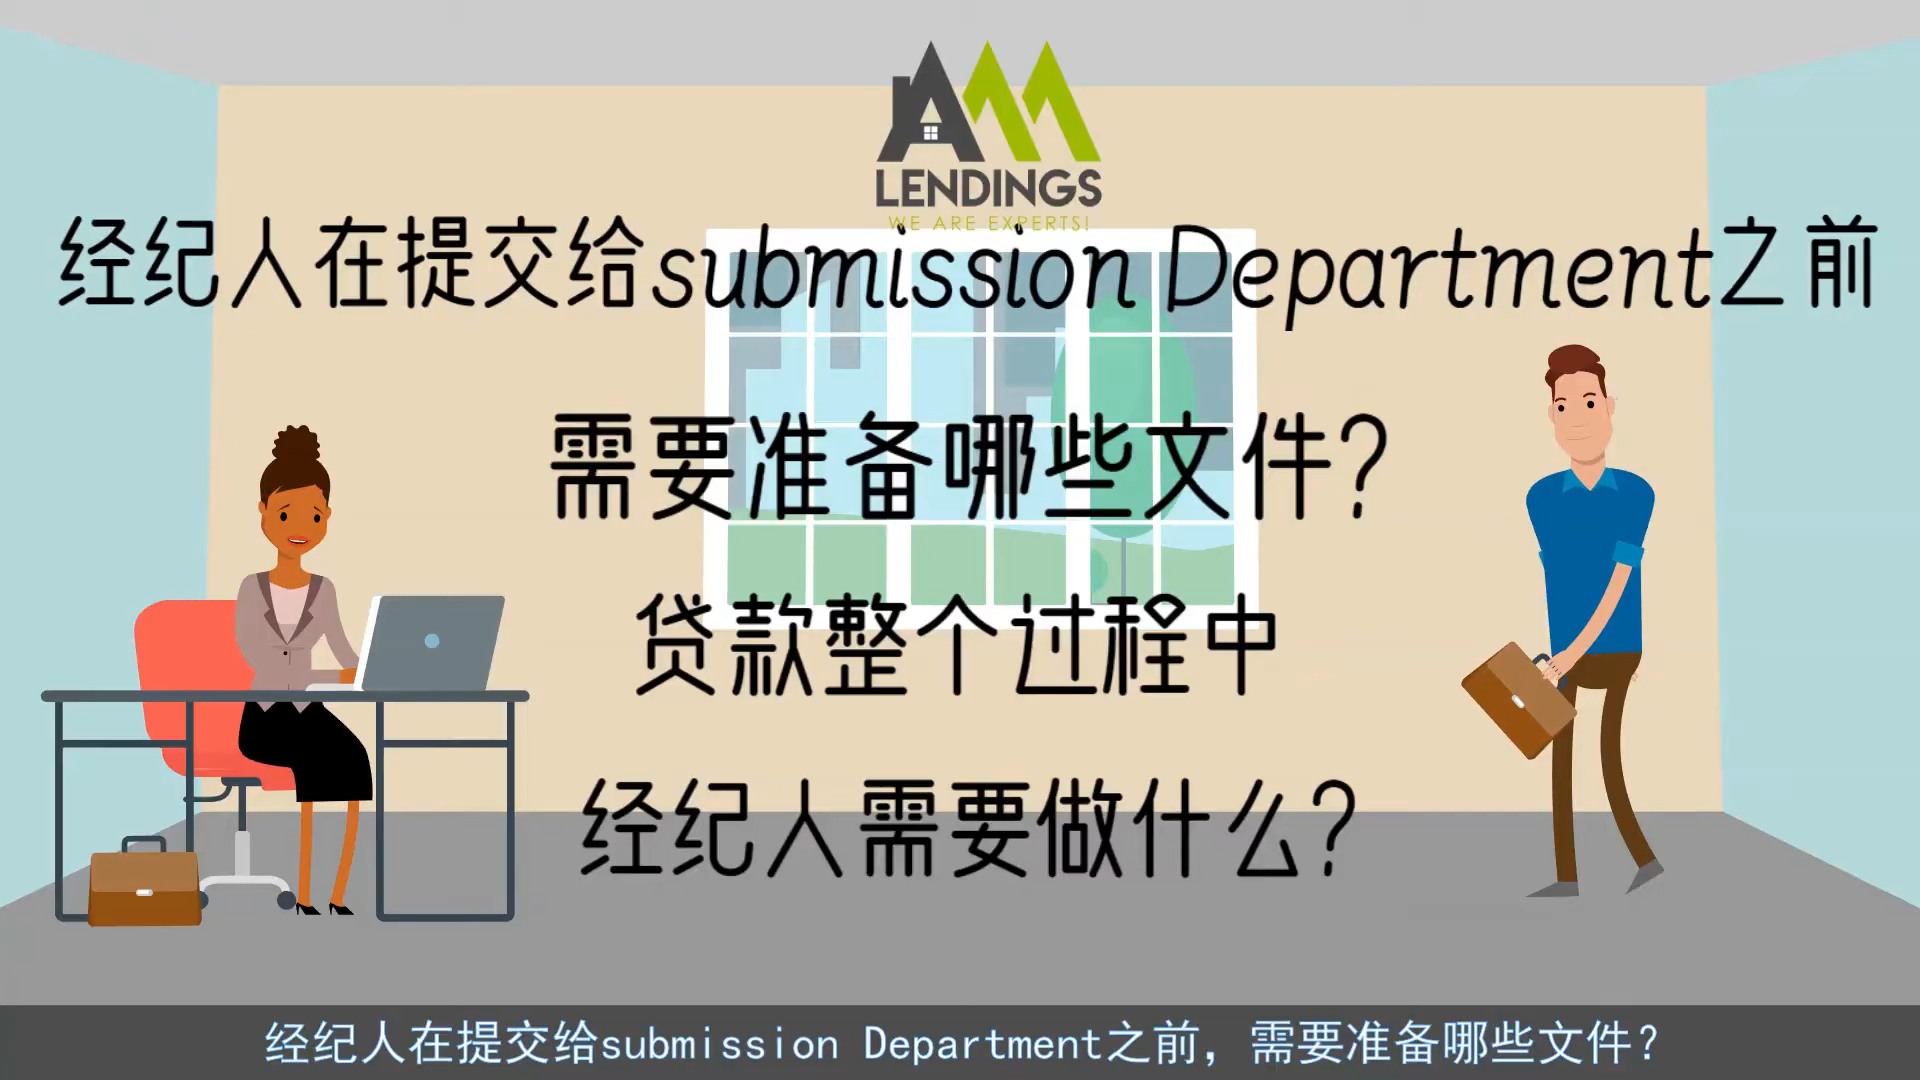 AAA
LENDINGS
WE ARE EXPERTS!
经纪人在提交给submission Department之前
需要准备哪些文件?
贷款整个过程中
经纪人需要做什么?
经纪人在提交给submission Department之前，需要准备哪些文件?